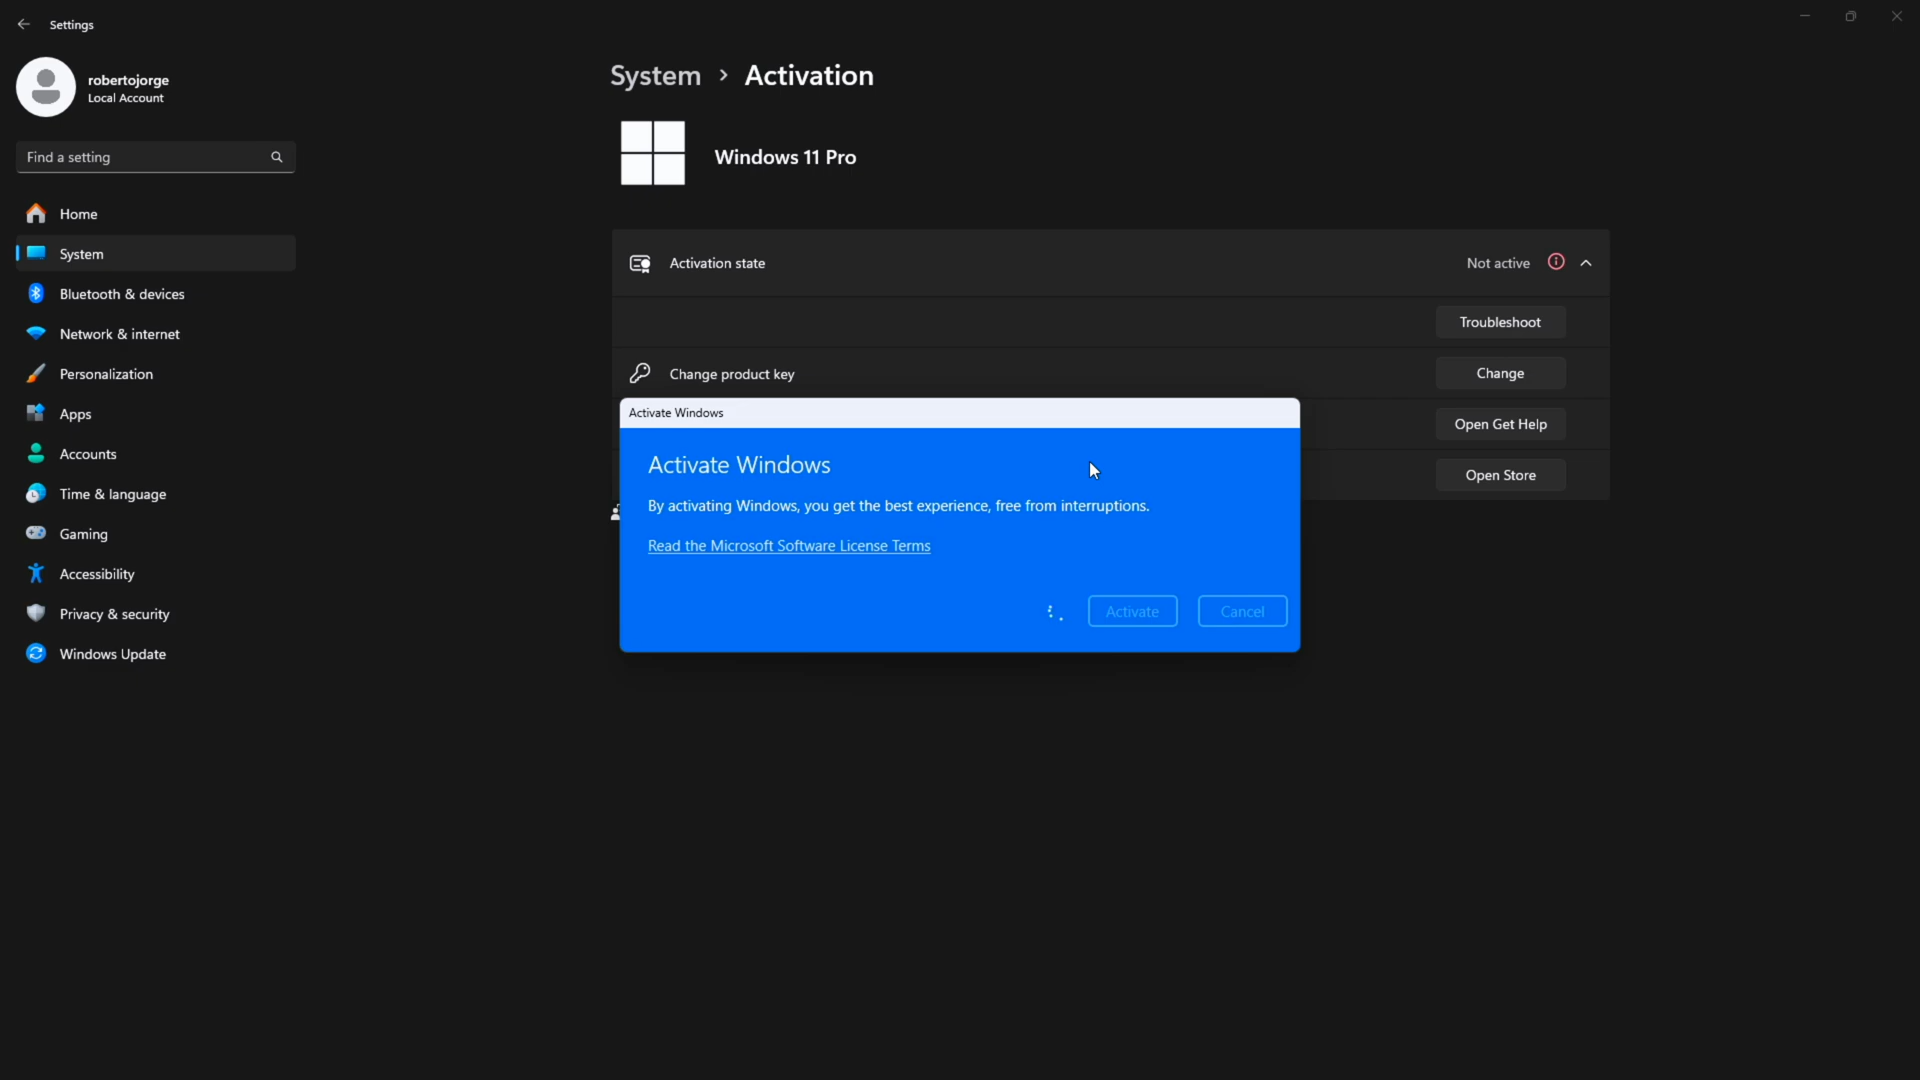 Settings
robertojorge
Local Account
Find a setting
Home
System
Bluetooth & devices
Network & internet
Personalization
Apps
Accounts
Time & language
Gaming
Accessibility
Privacy & security
Windows Update
System > Activation
Windows 11 Pro
Activation state
Not active
Troubleshoot
Change product key
Change
Open Get Help
Open Store
Activate Windows
Activate Windows
By activating Windows, you get the best experience, free from interruptions.
Read the Microsoft Software License Terms
Activate
Cancel